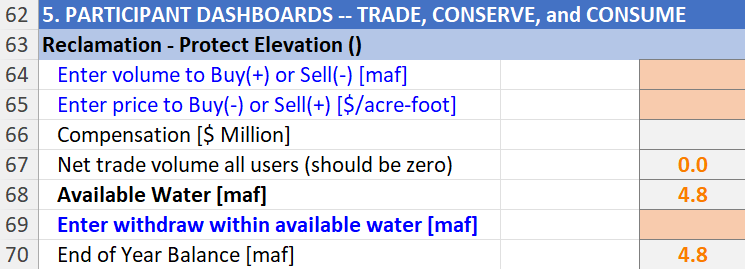 62 5. PARTICIPANT DASHBOARDS -- TRADE, CONSERVE, and CONSUME
63 Reclamation - Protect Elevation ()
64 Enter volume to Buy(+) or Sell(-) [maf]
65 Enter price to Buy(-) or Sell(+) [$/acre-foot]
66 Compensation [$ Million]
67 Net trade volume all users (should be zero) 0.0
68 Available Water [maf] 4.8
69 Enter withdraw within available water [maf]
70 End of Year Balance [maf] 4.8